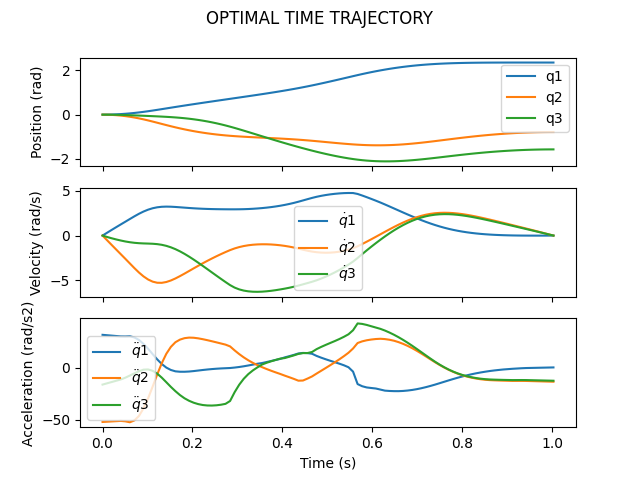 OPTIMAL TIME TRAJECTORY
Position (rad)
2
0
−2
q1
q2
q3
Velocity (rad/s)
5
0
−5
q̇1
q̇2
q̇3
Acceleration (rad/s2)
0
−50
q̈1
q̈2
q̈3
0.0 0.2 0.4 0.6 0.8 1.0
Time (s)